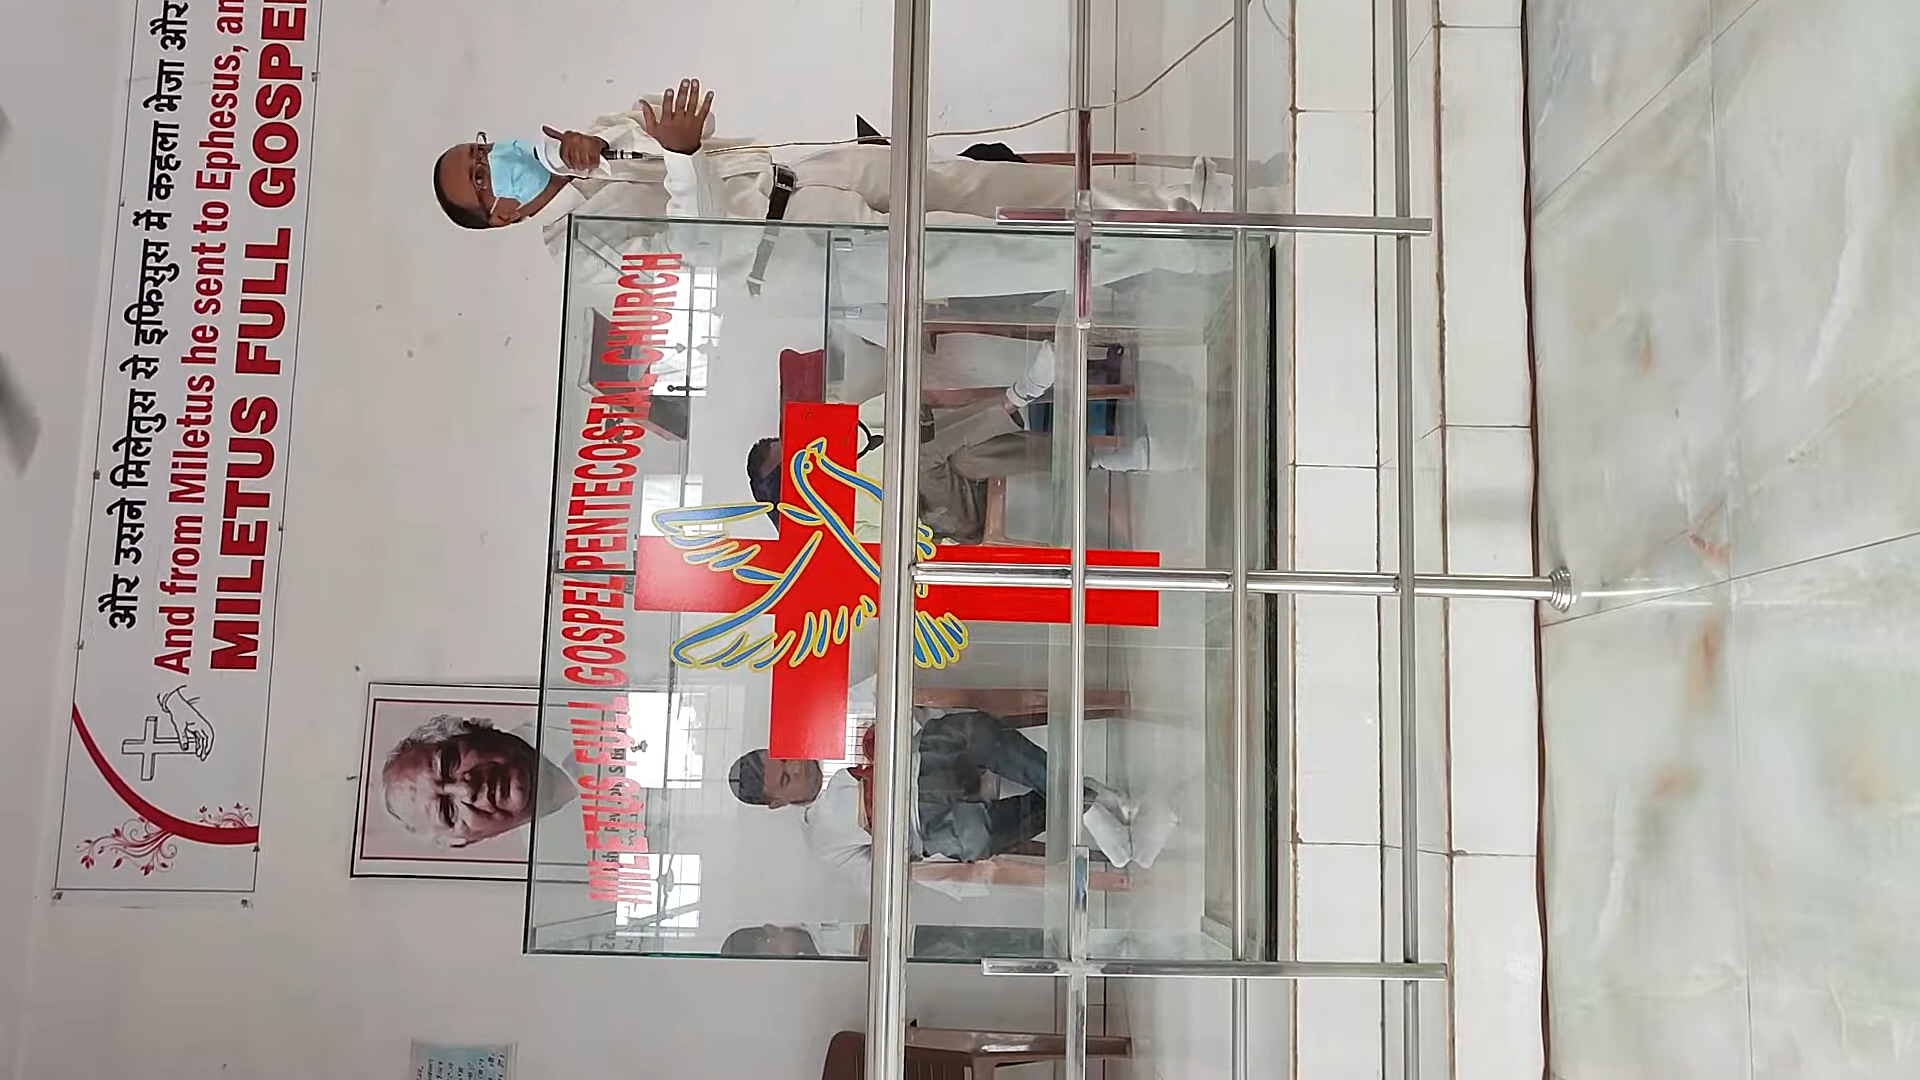 और उसने मिलेतुस से इफिसुस में कहला भेजा और
And from Miletus he sent to Ephesus, an
MILETUS FULL GOSPEL
MILETUS FULL GOSPEL PENTECOSTAL CHURCH